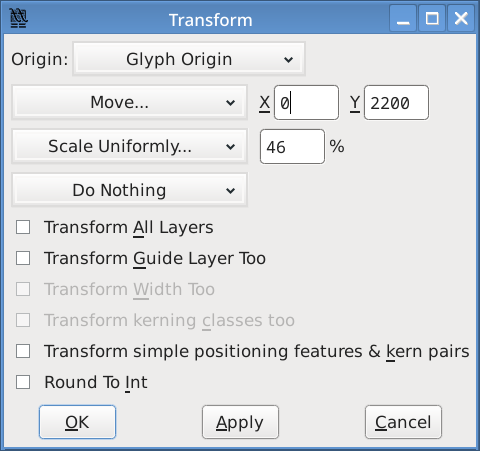 Transform
Origin: Glyph Origin
Move... X 0 Y 2200
Scale Uniformly... 46 %
Do Nothing
Transform All Layers
Transform Guide Layer Too
Transform Width Too
Transform kerning classes too
Transform simple positioning features & kern pairs
Round To Int
OK Apply Cancel